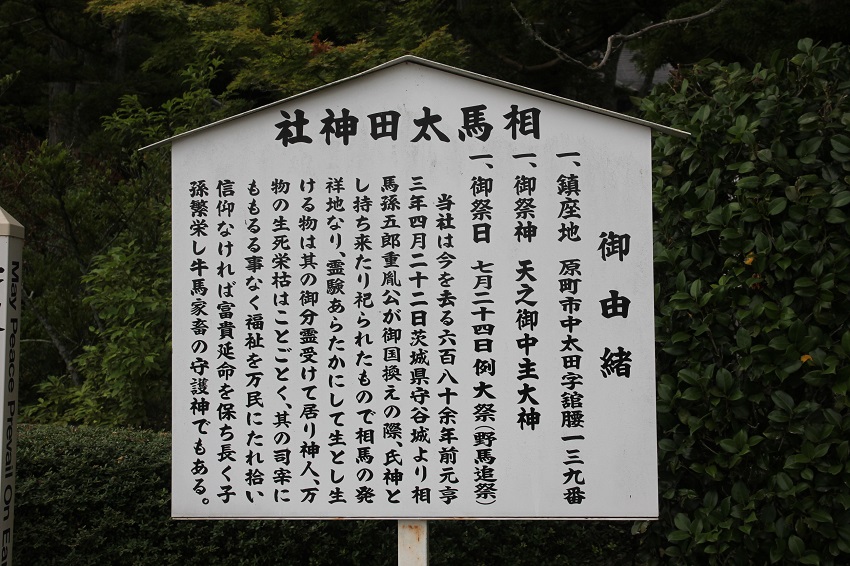 相馬太田神社
御由緒
一、鎮座地 原町市中太田字舘腰一三九番
一、御祭神 天之御中主大神
一、御祭日 七月二十四日例大祭(野馬追祭)
当社は今を去る六百八十余年前元亭
三年四月二十二日茨城県守谷城より相
馬孫五郎重胤公が御国換えの際、氏神と
し持ち来たり祀られたもので相馬の発
祥地なり、霊験あらたかにして生とし生
ける物は其の御分霊受けて居り神人、万
物の生死栄枯はことごとく、其の司宰に
ももるる事なく福祉を万民にたれ拾い
信仰なければ富貴延命を保ち長く子
孫繁栄し牛馬家畜の守護神でもある。
May Peace Prevail On Ear